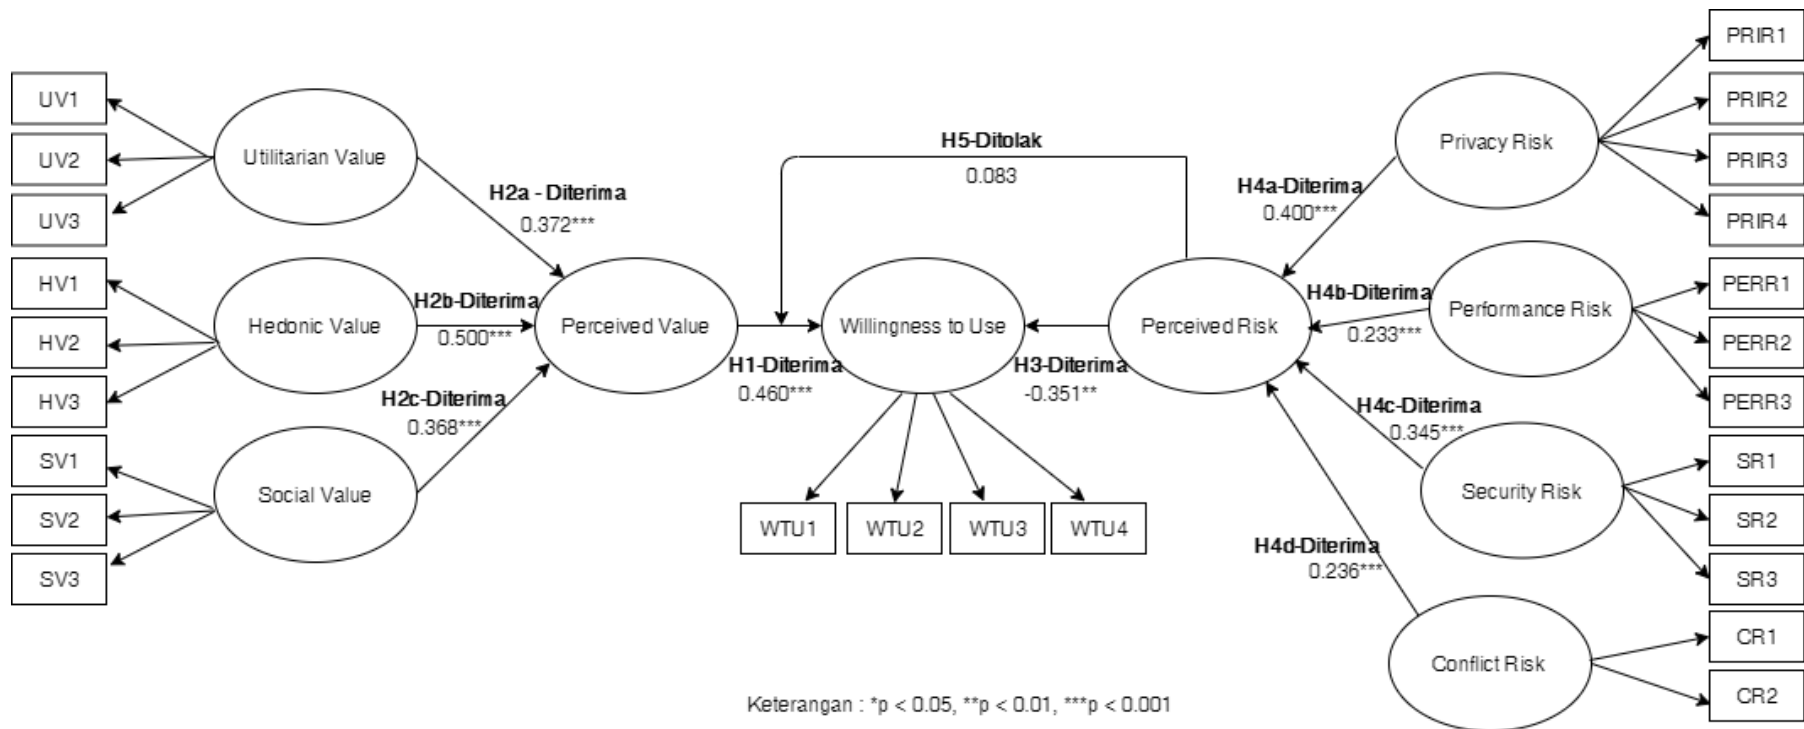 UV1
UV2
UV3
HV1
HV2
HV3
SV1
SV2
SV3
Utilitarian Value
Hedonic Value
Social Value
H2a - Diterima
0.372***
H2b-Diterima
0.500***
H2c-Diterima
0.368***
Perceived Value
H1-Diterima
0.460***
H5-Ditolak
0.083
Willingness to Use
WTU1
WTU2
WTU3
WTU4
H3-Diterima
-0.351**
Perceived Risk
H4a-Diterima
0.400***
H4b-Diterima
0.233***
H4c-Diterima
0.345***
H4d-Diterima
0.236***
Privacy Risk
Performance Risk
Security Risk
Conflict Risk
PRIR1
PRIR2
PRIR3
PRIR4
PERR1
PERR2
PERR3
SR1
SR2
SR3
CR1
CR2
Keterangan : *p < 0.05, **p < 0.01, ***p < 0.001